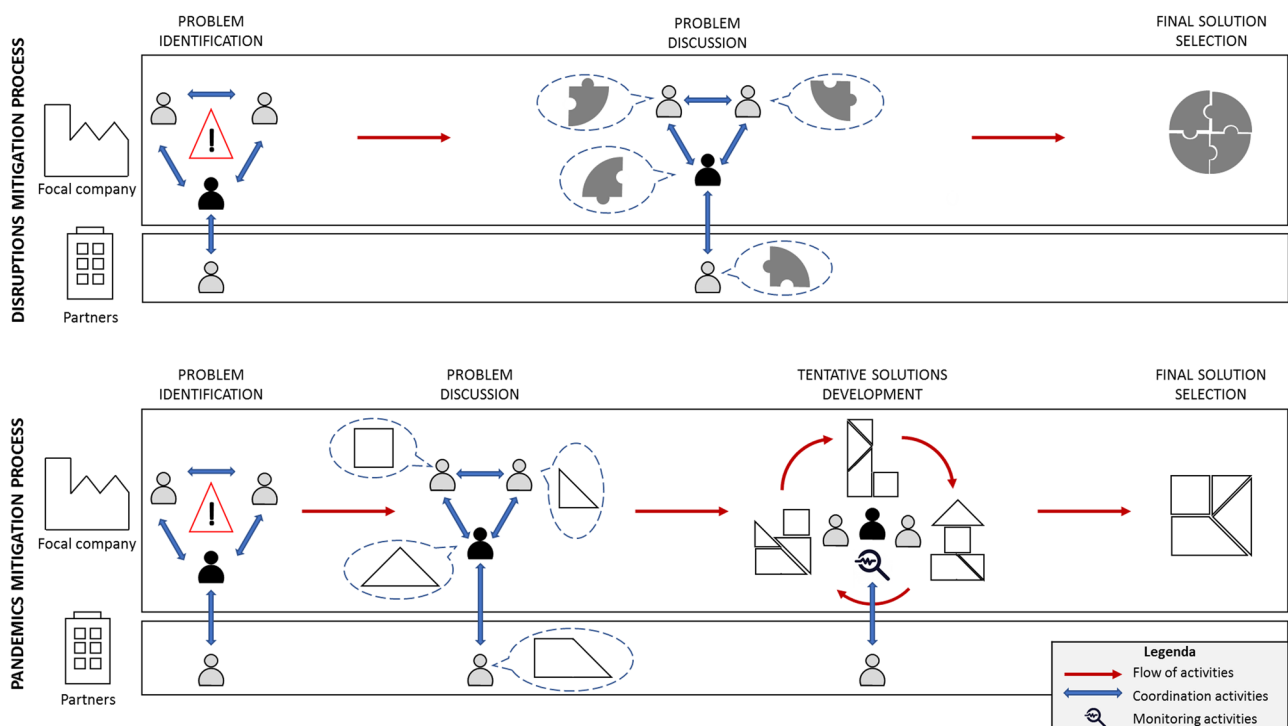 DISRUPTIONS MITIGATION PROCESS
PROBLEM
IDENTIFICATION
PROBLEM
DISCUSSION
FINAL SOLUTION
SELECTION
!
Focal company
Partners
PANDEMICS MITIGATION PROCESS
PROBLEM
IDENTIFICATION
PROBLEM
DISCUSSION
TENTATIVE SOLUTIONS
DEVELOPMENT
FINAL SOLUTION
SELECTION
!
Focal company
Partners
Legenda
Flow of activities
Coordination activities
Monitoring activities